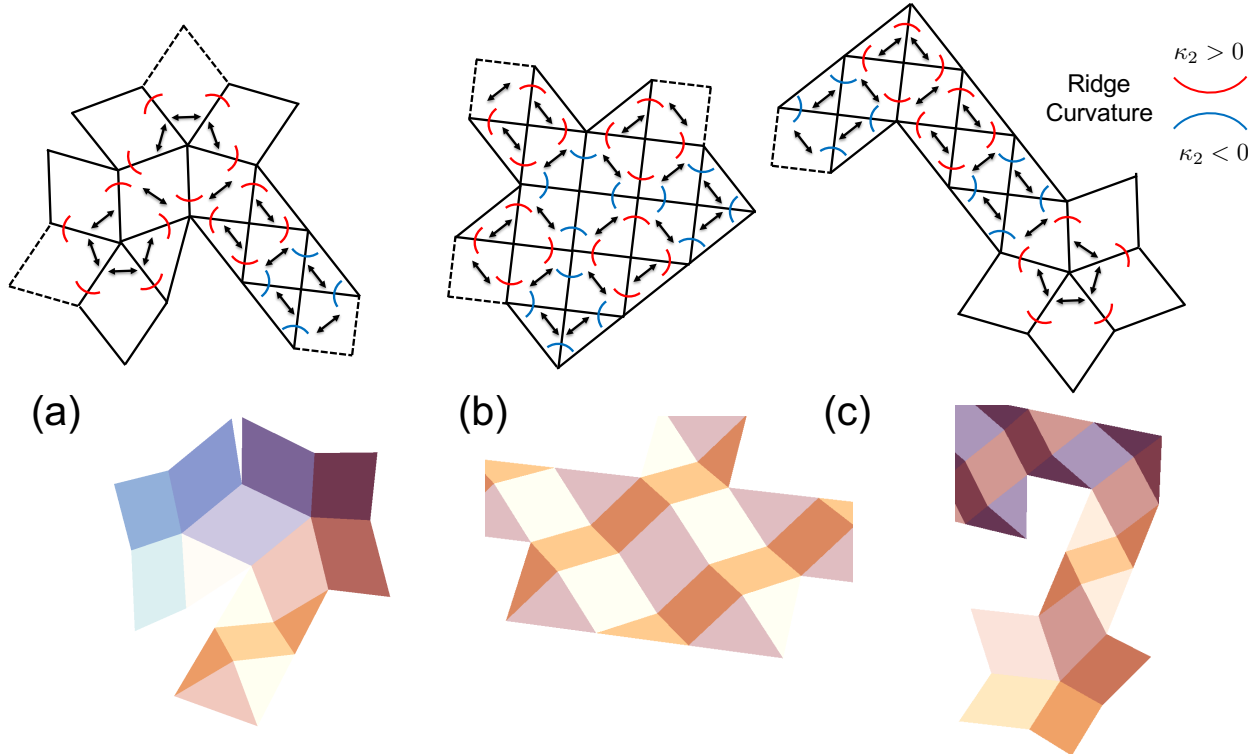 κ₂ > 0
Ridge
Curvature
κ₂ < 0
(a)
(b)
(c)